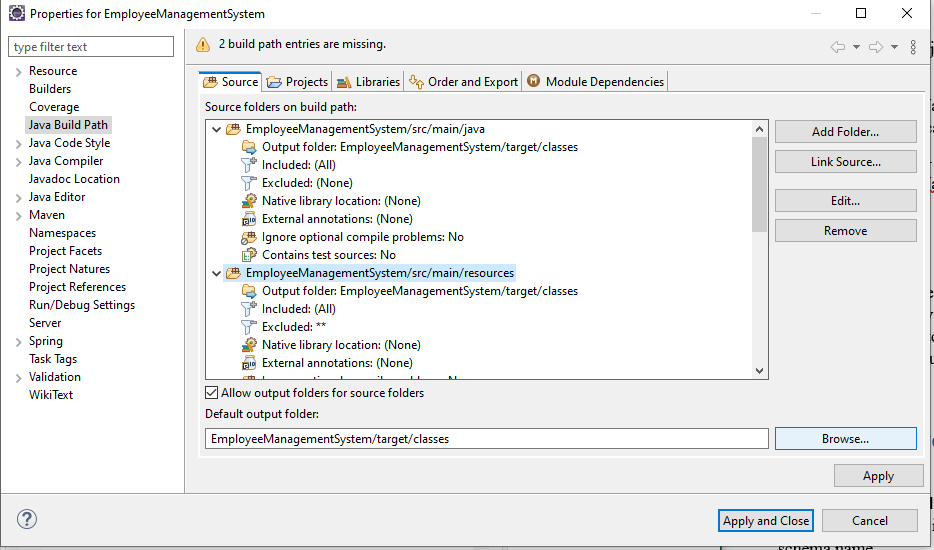 Properties for EmployeeManagementSystem
type filter text
2 build path entries are missing.
Resource
Builders
Coverage
Java Build Path
Java Code Style
Java Compiler
Javadoc Location
Java Editor
Maven
Namespaces
Project Facets
Project Natures
Project References
Run/Debug Settings
Server
Spring
Task Tags
Validation
WikiText
Source
Projects
Libraries
Order and Export
Module Dependencies
Source folders on build path:
EmployeeManagementSystem/src/main/java
Output folder: EmployeeManagementSystem/target/classes
Included: (All)
Excluded: (None)
Native library location: (None)
External annotations: (None)
Ignore optional compile problems: No
Contains test sources: No
EmployeeManagementSystem/src/main/resources
Output folder: EmployeeManagementSystem/target/classes
Included: (All)
Excluded: **
Native library location: (None)
External annotations: (None)
Add Folder...
Link Source...
Edit...
Remove
Allow output folders for source folders
Default output folder:
EmployeeManagementSystem/target/classes
Browse...
Apply
Apply and Close
Cancel
schema name